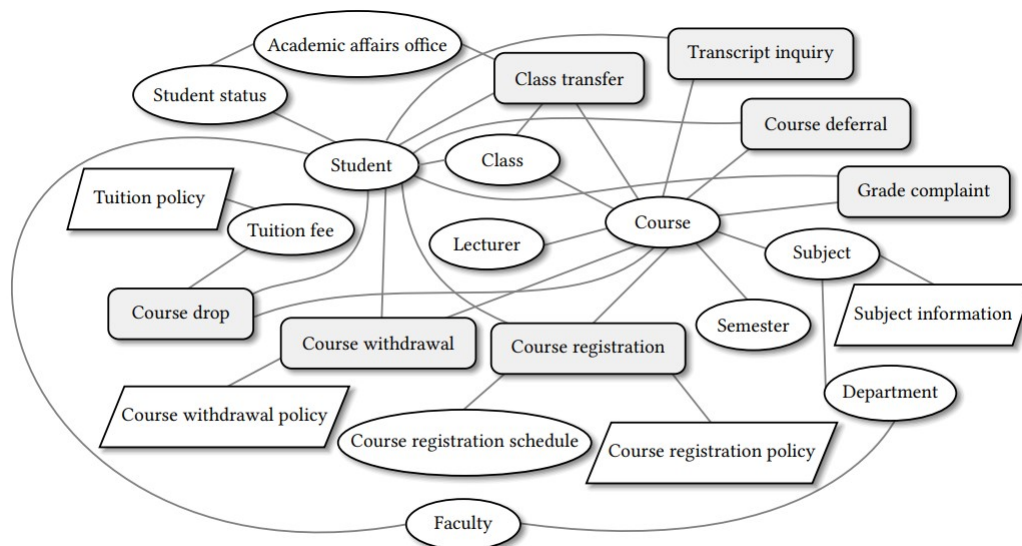 Academic affairs office
Transcript inquiry
Class transfer
Student status
Course deferral
Student
Class
Grade complaint
Tuition policy
Tuition fee
Lecturer
Course
Subject
Course drop
Subject information
Semester
Course withdrawal
Course registration
Department
Course withdrawal policy
Course registration schedule
Course registration policy
Faculty